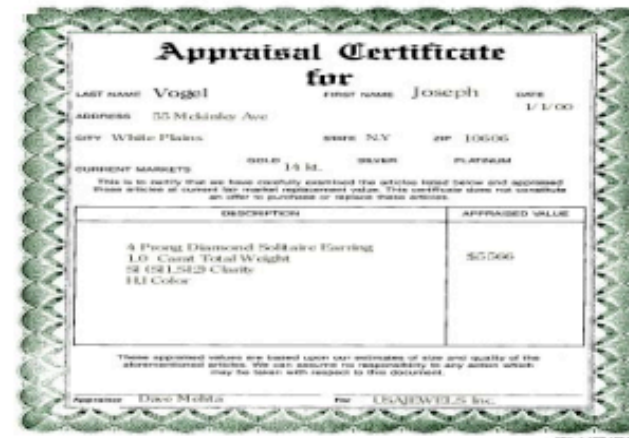 Appraisal Certificate
for
LAST NAME Vogel FIRST NAME Joseph DATE
1/1/00
ADDRESS 55 Mckinley Ave
CITY White Plains STATE N.Y ZIP 10606
GOLD SILVER PLATINUM
CURRENT MARKETS 14 kt.
This is to certify that we have carefully examined the articles listed below and appraised
these articles at current fair market replacement value. This certificate does not constitute
an offer to purchase or replace these articles.
DESCRIPTION APPRAISED VALUE
4 Prong Diamond Solitaire Earring
1.0 Carat Total Weight $5566
SI (SI1,SI2) Clarity
H,I Color
These appraised values are based upon our estimates of size and quality of the
aforementioned articles. We can assume no responsibility to any action which
may be taken with respect to this document.
Appraiser Dave Mehta For USAJEWELS Inc.